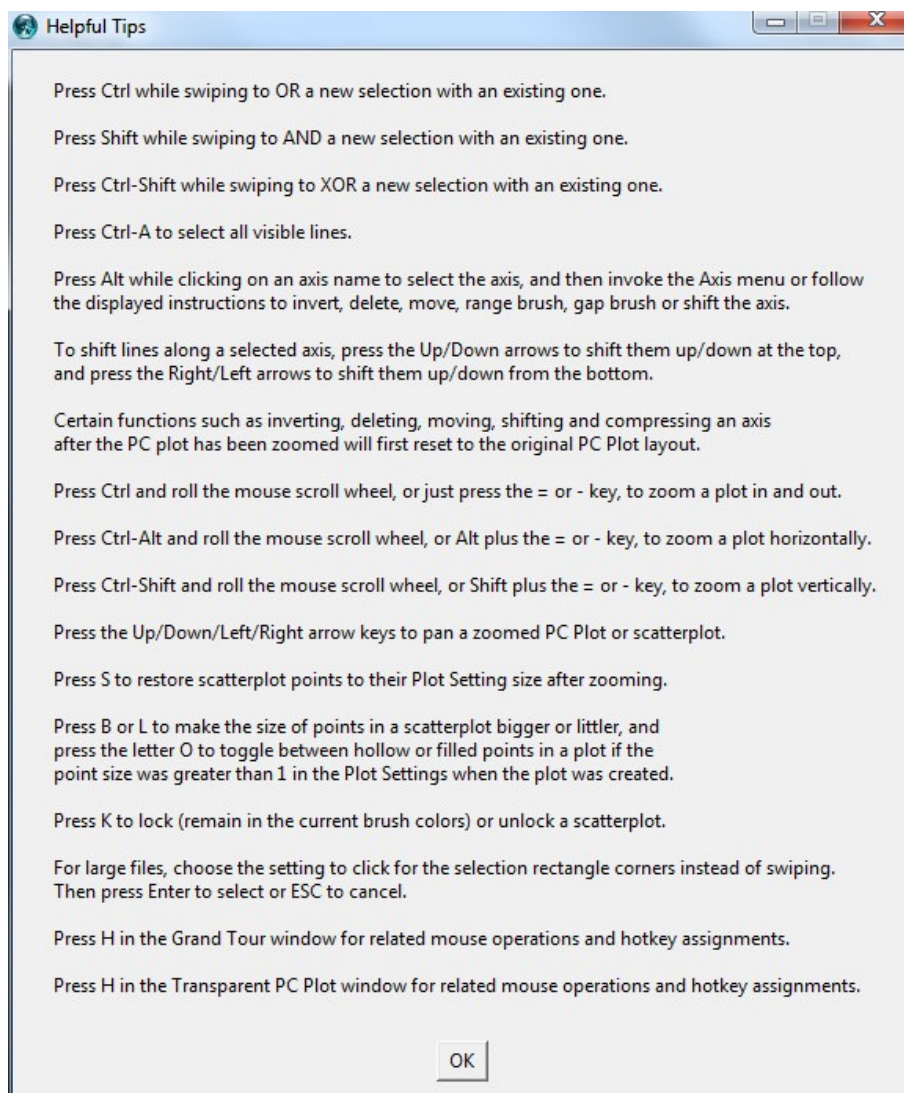 Helpful Tips
Press Ctrl while swiping to OR a new selection with an existing one.
Press Shift while swiping to AND a new selection with an existing one.
Press Ctrl-Shift while swiping to XOR a new selection with an existing one.
Press Ctrl-A to select all visible lines.
Press Alt while clicking on an axis name to select the axis, and then invoke the Axis menu or follow
the displayed instructions to invert, delete, move, range brush, gap brush or shift the axis.
To shift lines along a selected axis, press the Up/Down arrows to shift them up/down at the top,
and press the Right/Left arrows to shift them up/down from the bottom.
Certain functions such as inverting, deleting, moving, shifting and compressing an axis
after the PC plot has been zoomed will first reset to the original PC Plot layout.
Press Ctrl and roll the mouse scroll wheel, or just press the = or - key, to zoom a plot in and out.
Press Ctrl-Alt and roll the mouse scroll wheel, or Alt plus the = or - key, to zoom a plot horizontally.
Press Ctrl-Shift and roll the mouse scroll wheel, or Shift plus the = or - key, to zoom a plot vertically.
Press the Up/Down/Left/Right arrow keys to pan a zoomed PC Plot or scatterplot.
Press S to restore scatterplot points to their Plot Setting size after zooming.
Press B or L to make the size of points in a scatterplot bigger or littler, and
press the letter O to toggle between hollow or filled points in a plot if the
point size was greater than 1 in the Plot Settings when the plot was created.
Press K to lock (remain in the current brush colors) or unlock a scatterplot.
For large files, choose the setting to click for the selection rectangle corners instead of swiping.
Then press Enter to select or ESC to cancel.
Press H in the Grand Tour window for related mouse operations and hotkey assignments.
Press H in the Transparent PC Plot window for related mouse operations and hotkey assignments.
OK